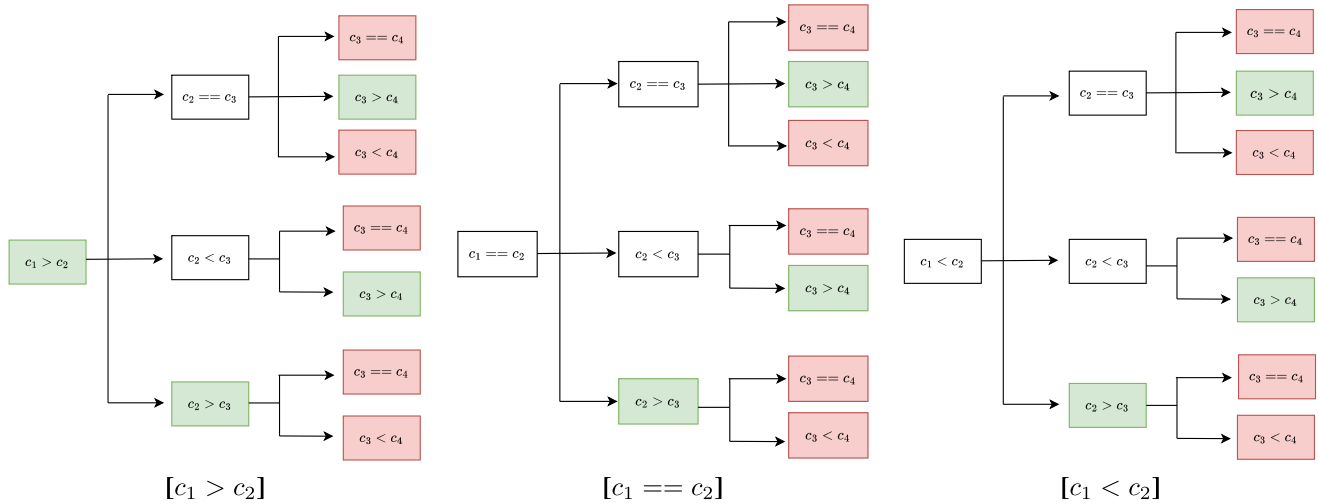 c₁ > c₂
c₂ == c₃
c₃ == c₄
c₃ > c₄
c₃ < c₄
c₂ < c₃
c₃ == c₄
c₃ > c₄
c₂ > c₃
c₃ == c₄
c₃ < c₄
[c₁ > c₂]
c₁ == c₂
c₂ == c₃
c₃ == c₄
c₃ > c₄
c₃ < c₄
c₂ < c₃
c₃ == c₄
c₃ > c₄
c₂ > c₃
c₃ == c₄
c₃ < c₄
[c₁ == c₂]
c₁ < c₂
c₂ == c₃
c₃ == c₄
c₃ > c₄
c₃ < c₄
c₂ < c₃
c₃ == c₄
c₃ > c₄
c₂ > c₃
c₃ == c₄
c₃ < c₄
[c₁ < c₂]